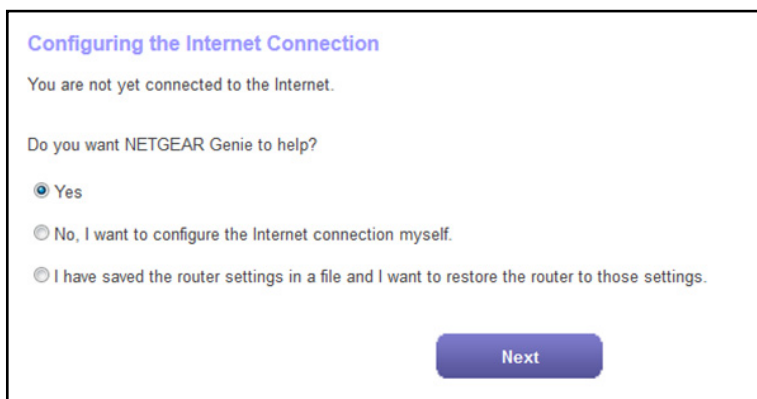 Configuring the Internet Connection
You are not yet connected to the Internet.
Do you want NETGEAR Genie to help?
Yes
No, I want to configure the Internet connection myself.
I have saved the router settings in a file and I want to restore the router to those settings.
Next